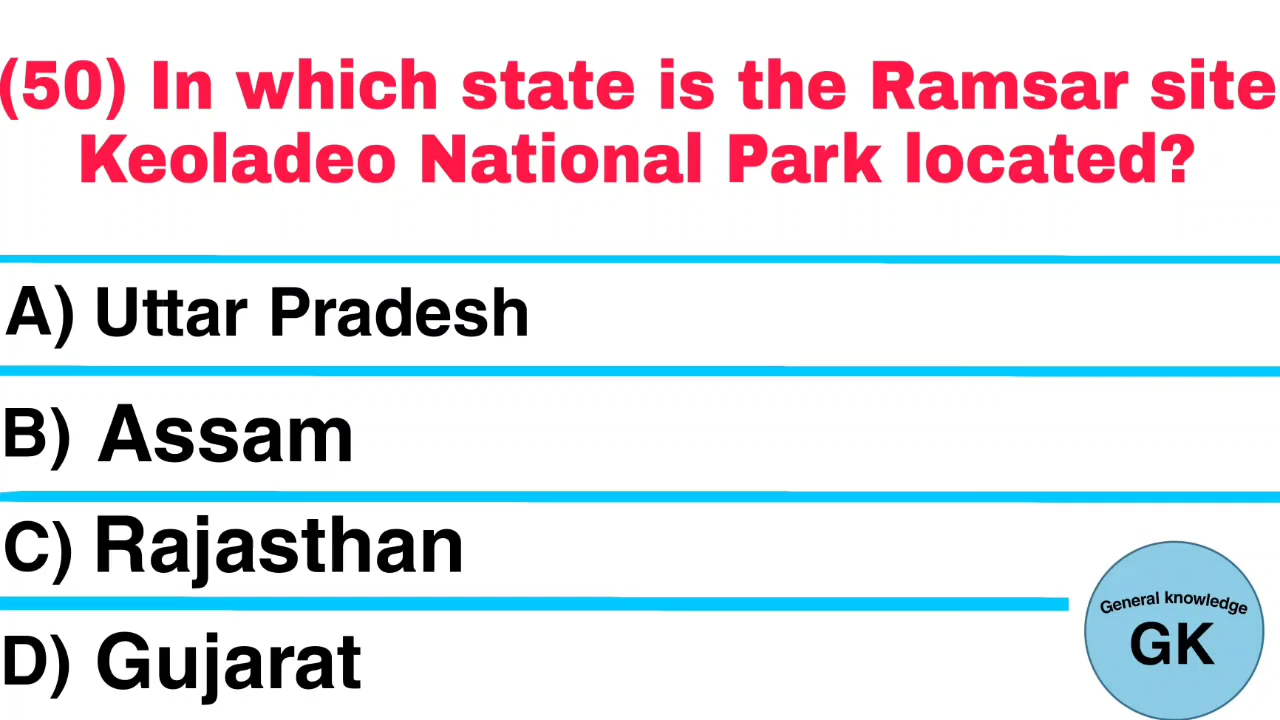 (50) In which state is the Ramsar site
Keoladeo National Park located?
A) Uttar Pradesh
B) Assam
C) Rajasthan
D) Gujarat
General knowledge
GK